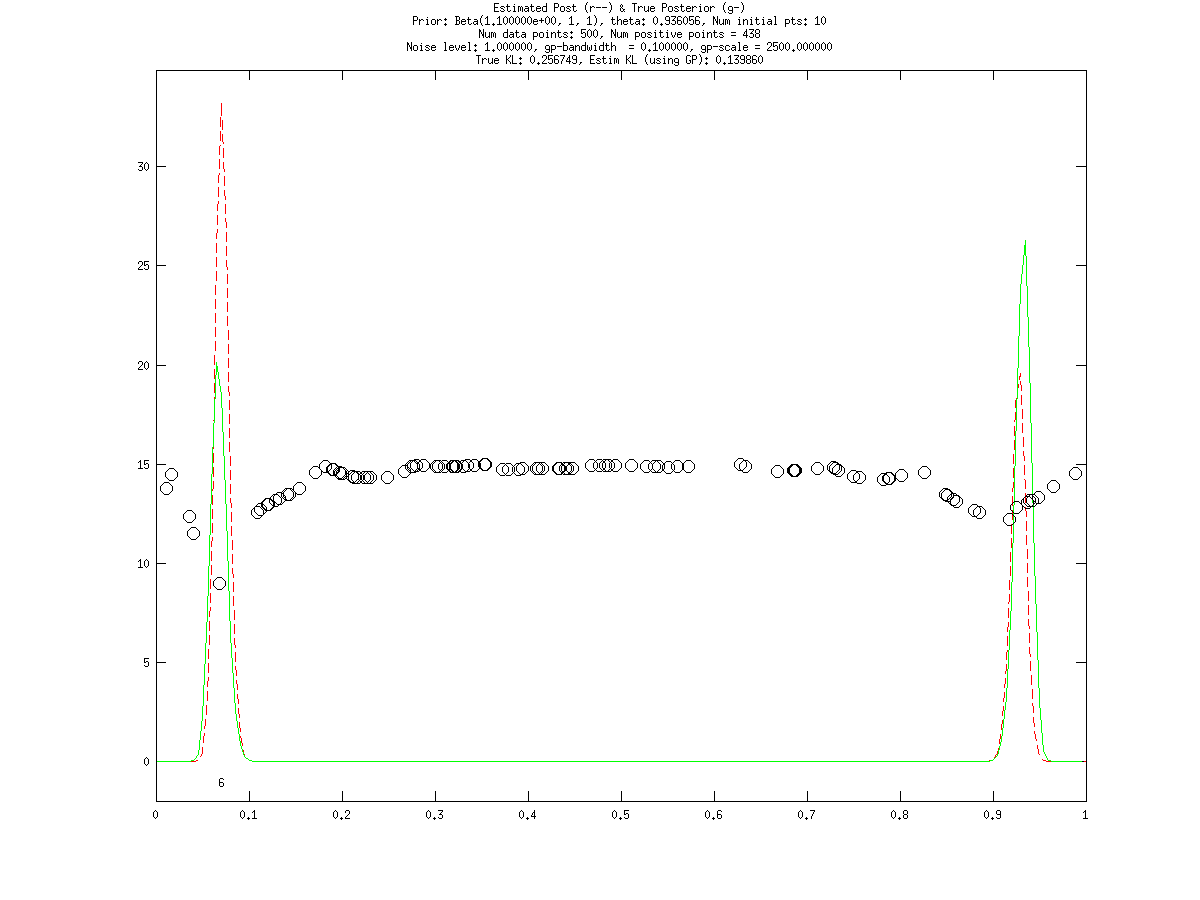 Estimated Post (r--) & True Posterior (g-)
Prior: Beta(1.100000e+00, 1, 1), theta: 0.936056, Num initial pts: 10
Num data points: 500, Num positive points = 438
Noise level: 1.000000, gp-bandwidth  = 0.100000, gp-scale = 2500.000000
True KL: 0.256749, Estim KL (using GP): 0.139860
30
25
20
15
10
5
0
6
0 0.1 0.2 0.3 0.4 0.5 0.6 0.7 0.8 0.9 1